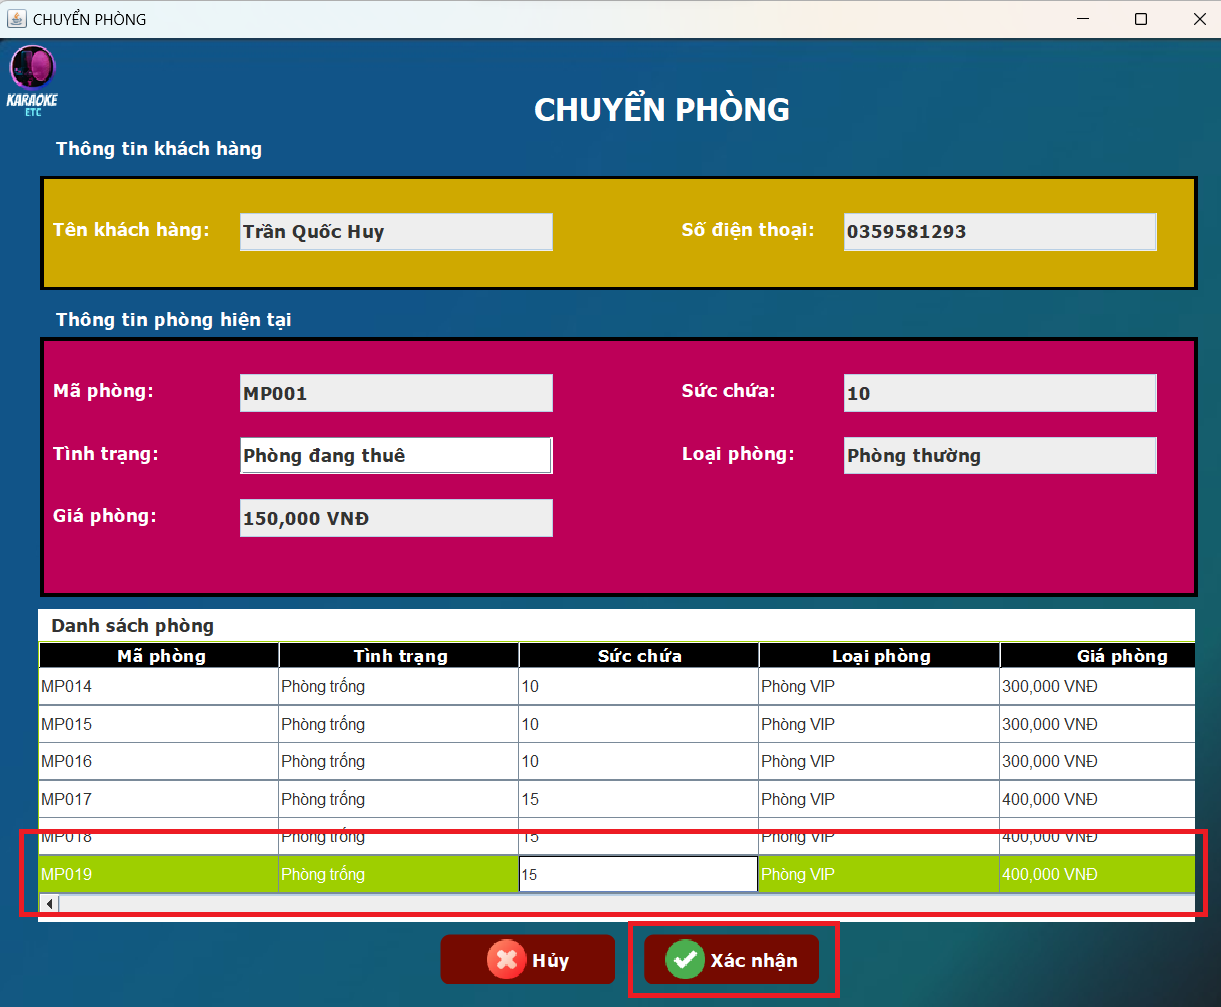 CHUYỂN PHÒNG
KARAOKE
ETC
CHUYỂN PHÒNG
Thông tin khách hàng
Tên khách hàng: Trần Quốc Huy Số điện thoại: 0359581293
Thông tin phòng hiện tại
Mã phòng: MP001 Sức chứa: 10
Tình trạng: Phòng đang thuê Loại phòng: Phòng thường
Giá phòng: 150,000 VNĐ
Danh sách phòng
Mã phòng Tình trạng Sức chứa Loại phòng Giá phòng
MP014 Phòng trống 10 Phòng VIP 300,000 VNĐ
MP015 Phòng trống 10 Phòng VIP 300,000 VNĐ
MP016 Phòng trống 10 Phòng VIP 300,000 VNĐ
MP017 Phòng trống 15 Phòng VIP 400,000 VNĐ
MP018 Phòng trống 15 Phòng VIP 400,000 VNĐ
MP019 Phòng trống 15 Phòng VIP 400,000 VNĐ
Hủy Xác nhận